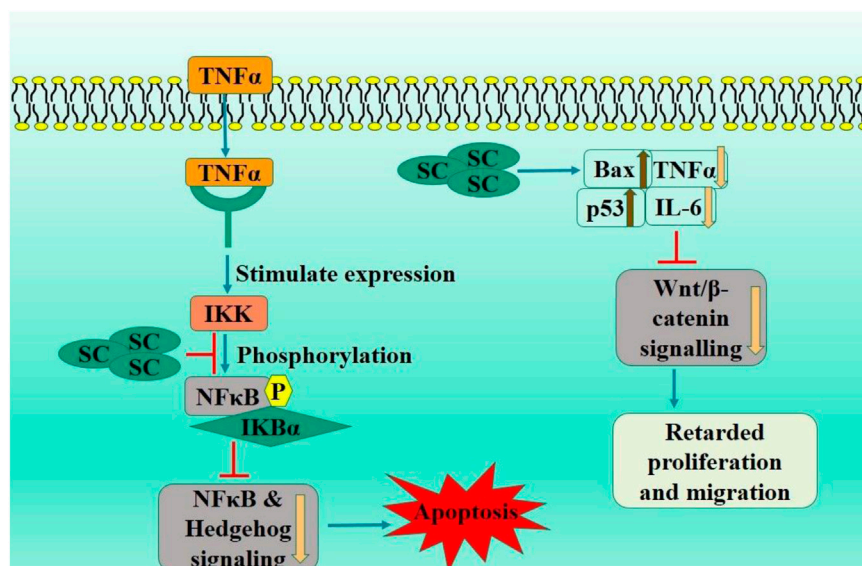 TNFα
TNFα
Stimulate expression
IKK
SC
SC
SC
Phosphorylation
NFκB
P
IKBα
NFκB &
Hedgehog
signaling
Apoptosis
SC
SC
SC
Bax
TNFα
p53
IL-6
Wnt/β-
catenin
signalling
Retarded
proliferation
and migration